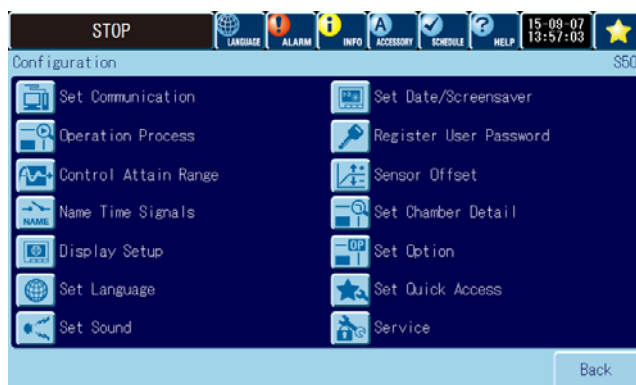 STOP
LANGUAGE
ALARM
INFO
A
ACCESSORY
SCHEDULE
HELP
15-09-07
13:57:03
Configuration
S50
Set Communication
Set Date/Screensaver
Operation Process
Register User Password
Control Attain Range
Sensor Offset
NAME
Name Time Signals
Set Chamber Detail
Display Setup
OP
Set Option
Set Language
Set Quick Access
Set Sound
Service
Back